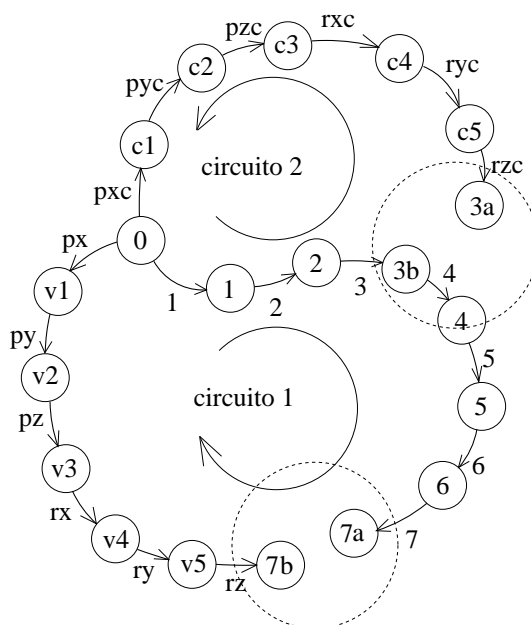 pzc
rxc
c3
c2
c4
pyc
ryc
c1
c5
circuito 2
rzc
pxc
3a
0
px
2
3b
4
v1
1
1
2
3
4
py
5
v2
circuito 1
5
pz
v3
6
6
rx
v4
7a
7
ry
v5
rz
7b